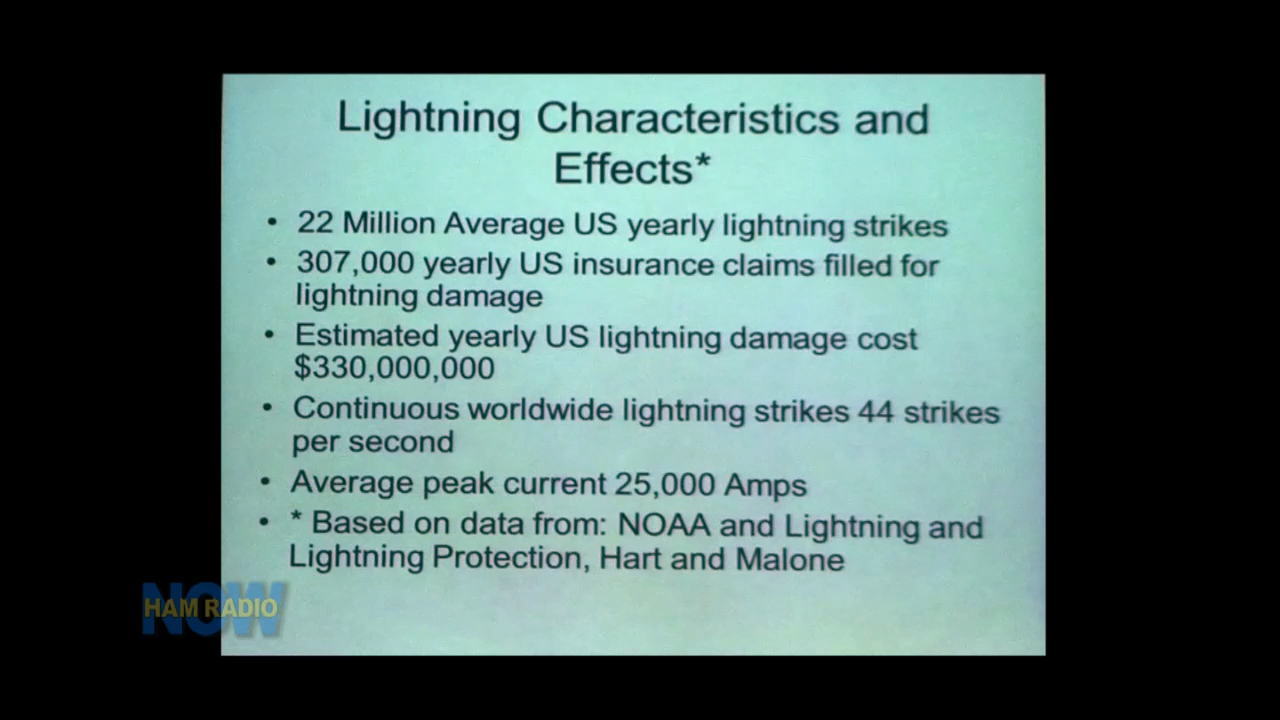 Lightning Characteristics and
Effects*
• 22 Million Average US yearly lightning strikes
• 307,000 yearly US insurance claims filled for
lightning damage
• Estimated yearly US lightning damage cost
$330,000,000
• Continuous worldwide lightning strikes 44 strikes
per second
• Average peak current 25,000 Amps
• * Based on data from: NOAA and Lightning and
Lightning Protection, Hart and Malone
HAM RADIO
NOW